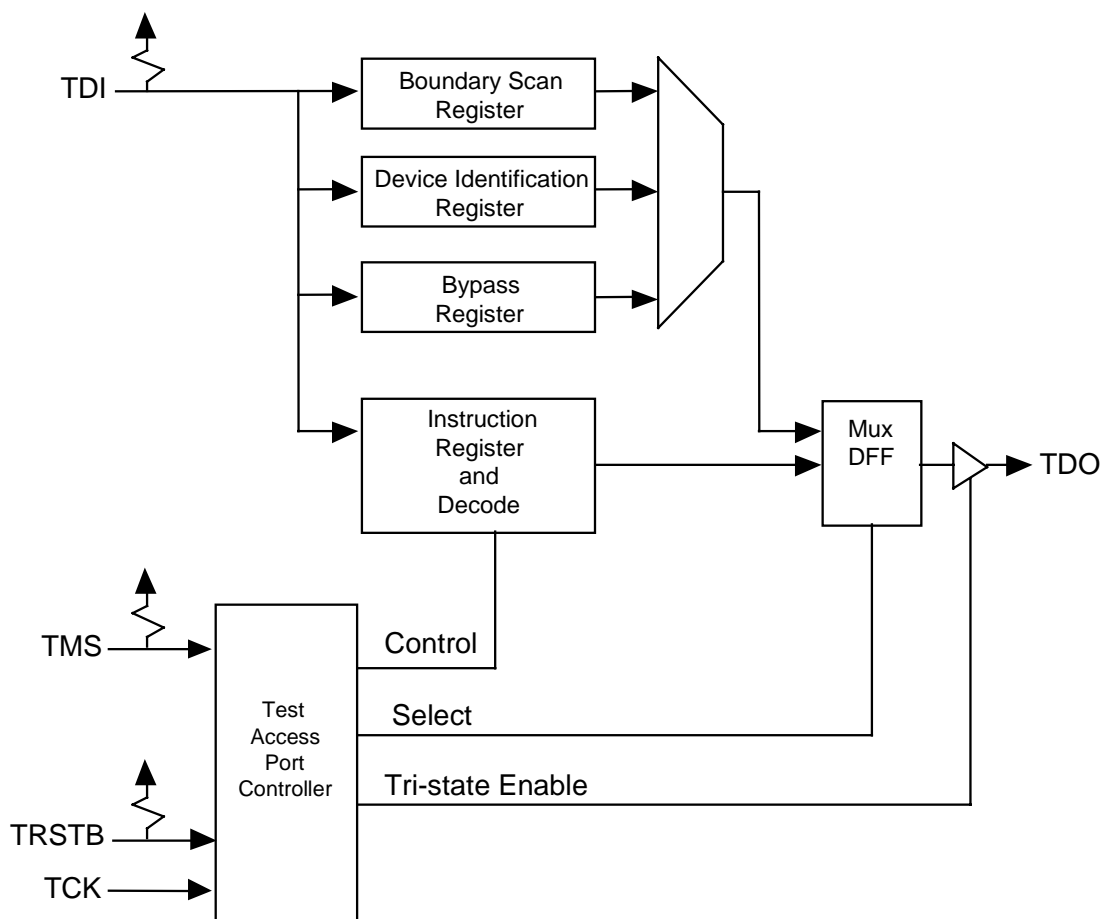 TDI
Boundary Scan
Register
Device Identification
Register
Bypass
Register
Instruction
Register
and
Decode
Mux
DFF
TDO
TMS
Control
Test
Access
Port
Controller
Select
Tri-state Enable
TRSTB
TCK